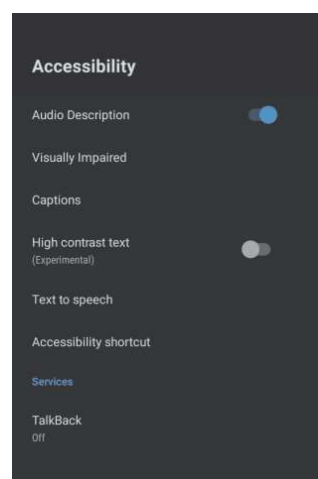 Accessibility
Audio Description
Visually Impaired
Captions
High contrast text
(Experimental)
Text to speech
Accessibility shortcut
Services
TalkBack
Off